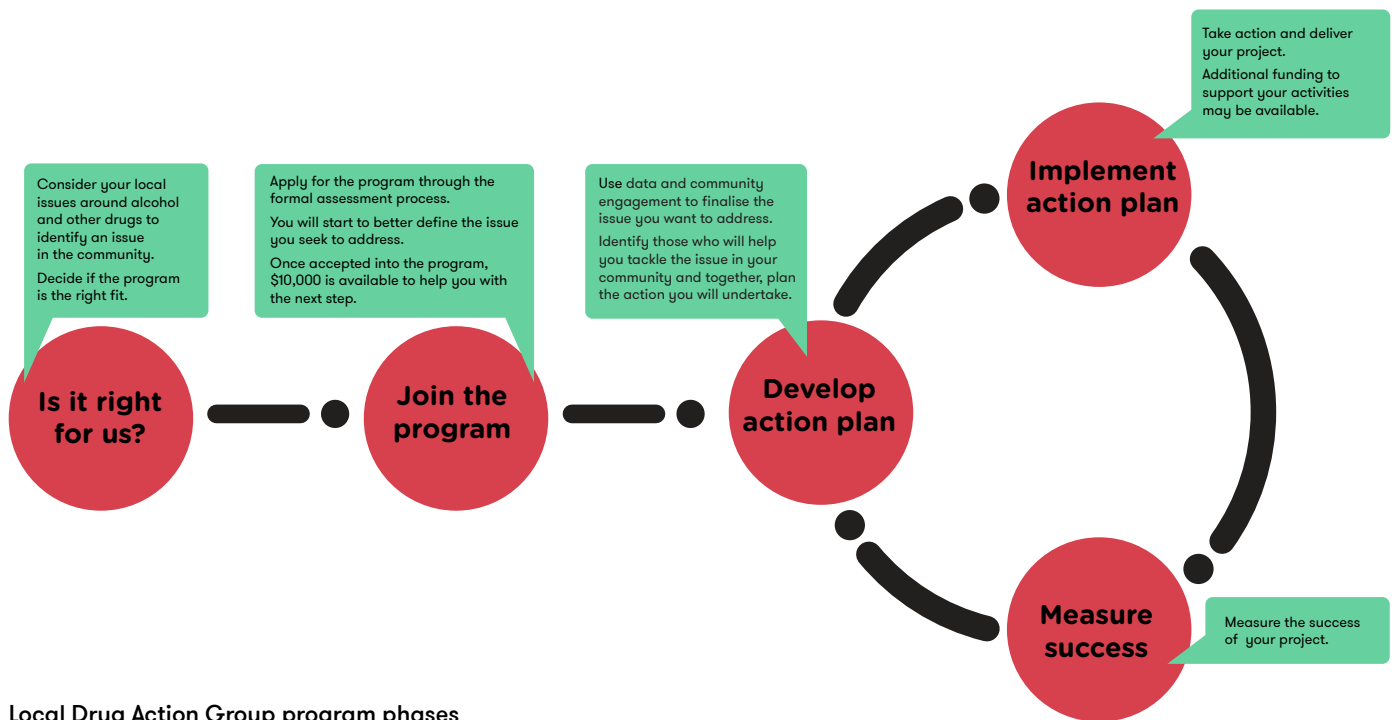 Take action and deliver
your project.
Additional funding to
support your activities
may be available.
Implement
action plan
Consider your local
issues around alcohol
and other drugs to
identify an issue
in the community.
Decide if the program
is the right fit.
Is it right
for us?
Apply for the program through the
formal assessment process.
You will start to better define the issue
you seek to address.
Once accepted into the program,
$10,000 is available to help you with
the next step.
Join the
program
Use data and community
engagement to finalise the
issue you want to address.
Identify those who will help
you tackle the issue in your
community and together, plan
the action you will undertake.
Develop
action plan
Measure
success
Measure the success
of your project.
Local Drug Action Group program phases